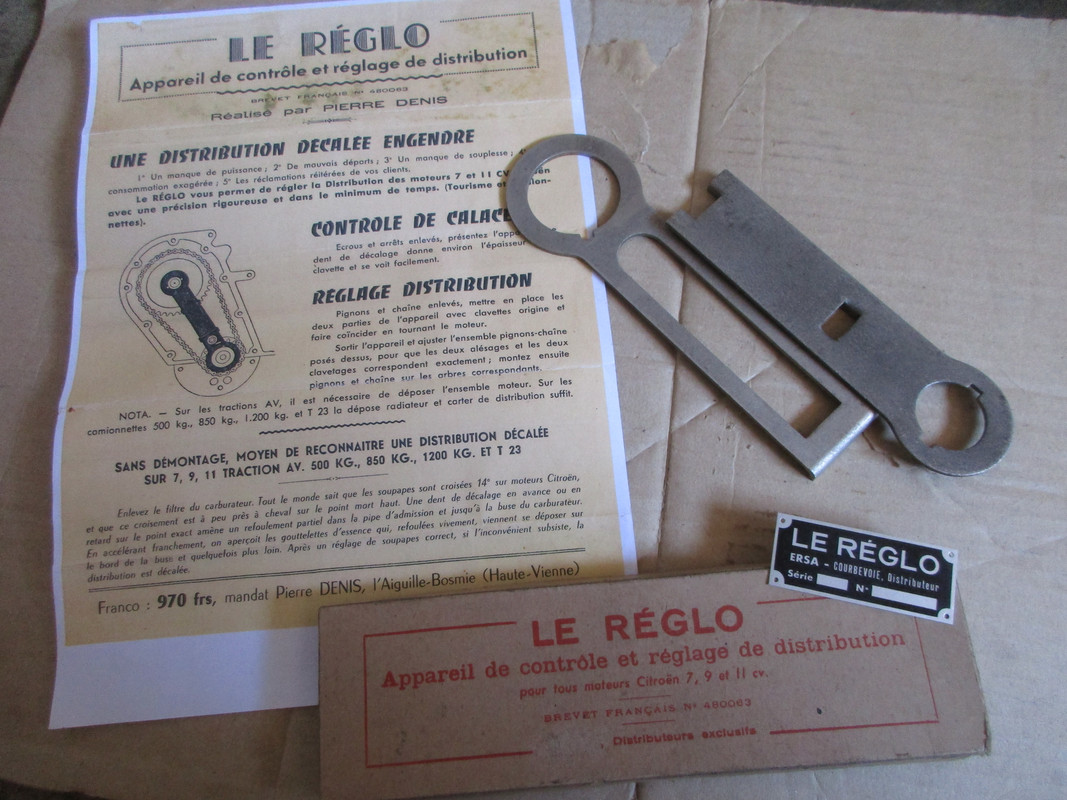 LE RÉGLO
Appareil de contrôle et réglage de distribution
BREVET FRANÇAIS N° 480063
Réalisé par PIERRE DENIS
UNE DISTRIBUTION DÉCALÉE ENGENDRE
1° Un manque de puissance ; 2° De mauvais départs ; 3° Un manque de souplesse ; 4°
consommation exagérée ; 5° Les réclamations réitérées de vos clients.
Le RÉGLO vous permet de régler la Distribution des moteurs 7 et 11 CV
avec une précision rigoureuse et dans le minimum de temps. (Tourisme et
nettes).
CONTROLE DE
Ecrous et arrêts enlevés, présentez
dent de décalage donne environ l'épaisseur
clavette et se voit facilement.
RÉGLAGE DISTRIBUTION
Pignons et chaîne enlevés, mettre en place les
deux parties de l'appareil avec clavettes origine et
faire coïncider en tournant le moteur.
Sortir l'appareil et ajuster l'ensemble pignons-chaîne
posés dessus, pour que les deux alésages et les deux
clavetages correspondent exactement ; montez ensuite
pignons et chaîne sur les arbres correspondants.
NOTA. — Sur les tractions AV, il est nécessaire de déposer l'ensemble moteur. Sur les
camionnettes 500 kg., 850 kg., 1.200 kg. et T 23 la dépose radiateur et carter de distribution suffit.
SANS DÉMONTAGE, MOYEN DE RECONNAITRE UNE DISTRIBUTION DÉCALÉE
SUR 7, 9, 11 TRACTION AV. 500 KG., 850 KG., 1200 KG. ET T 23
Enlevez le filtre du carburateur. Tout le monde sait que les soupapes sont croisées 14° sur moteurs Citroën,
et que ce croisement est à peu près à cheval sur le point mort haut. Une dent de décalage en avance ou en
retard sur le point exact amène un refoulement partiel dans la pipe d'admission et jusqu'à la buse du carburateur.
En accélérant franchement, on aperçoit les gouttelettes d'essence qui, refoulées vivement, viennent se déposer sur
le bord de la buse et quelquefois plus loin. Après un réglage de soupapes correct, si l'inconvénient subsiste, la
distribution est décalée.
Franco : 970 frs, mandat Pierre DENIS, l'Aiguille-Bosmie (Haute-Vienne)
LE RÉGLO
ERSA - COURBEVOIE, Distributeur
Série N°
LE RÉGLO
Appareil de contrôle et réglage de distribution
pour tous moteurs Citroën 7, 9 et 11 cv.
BREVET FRANÇAIS N° 480063
Distributeurs exclusifs